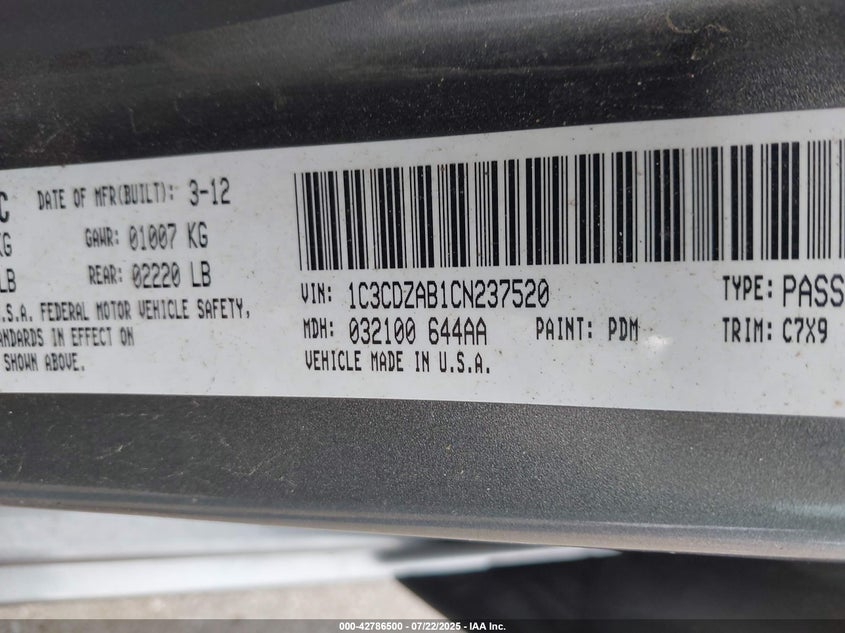 C DATE OF MFR(BUILT): 3-12
KG GAWR: 01007 KG
LB REAR: 02220 LB
.S.A. FEDERAL MOTOR VEHICLE SAFETY,
ANDARDS IN EFFECT ON
SHOWN ABOVE.
VIN: 1C3CDZAB1CN237520 TYPE: PASS
MDH: 032100 644AA PAINT: PDM TRIM: C7X9
VEHICLE MADE IN U.S.A.
000-42786500 | 07/22/2025 | IAA Inc.